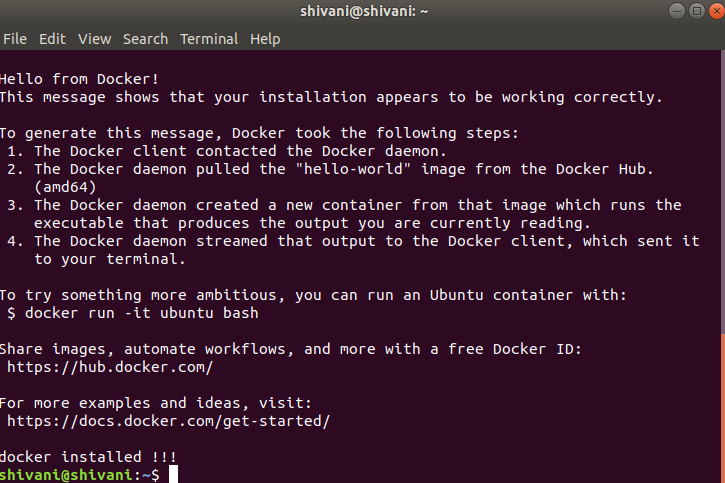 shivani@shivani: ~
File Edit View Search Terminal Help
Hello from Docker!
This message shows that your installation appears to be working correctly.
To generate this message, Docker took the following steps:
1. The Docker client contacted the Docker daemon.
2. The Docker daemon pulled the "hello-world" image from the Docker Hub.
(amd64)
3. The Docker daemon created a new container from that image which runs the
executable that produces the output you are currently reading.
4. The Docker daemon streamed that output to the Docker client, which sent it
to your terminal.
To try something more ambitious, you can run an Ubuntu container with:
$ docker run -it ubuntu bash
Share images, automate workflows, and more with a free Docker ID:
https://hub.docker.com/
For more examples and ideas, visit:
https://docs.docker.com/get-started/
docker installed !!!
shivani@shivani:~$